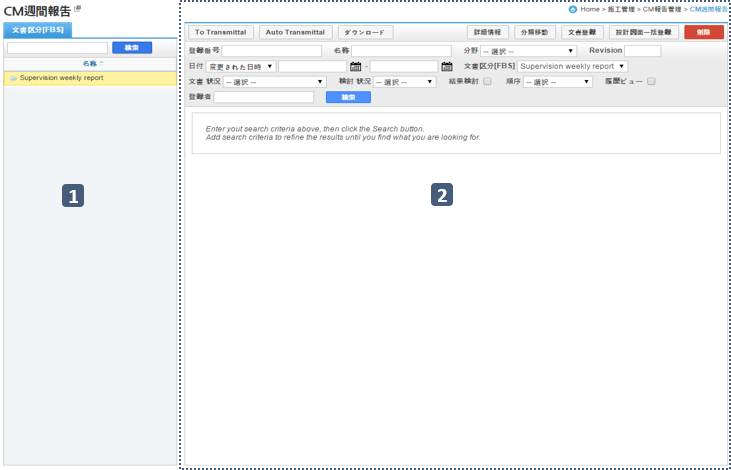 CM週間報告
Home > 施工管理 > CM報告管理 > CM週間報告
文書区分[FBS]
検索
名称
Supervision weekly report
1
To Transmittal Auto Transmittal ダウンロード 詳細情報 分類移動 文書登録 設計図面一括登録 削除
登録番号 名称 分野 -- 選択 -- Revision
日付 変更された日時 - 文書区分[FBS] Supervision weekly report
文書 状況 -- 選択 -- 検討 状況 -- 選択 -- 結果検討 順序 -- 選択 -- 履歴ビュー
登録者 検索
Enter yout search criteria above, then click the Search button.
Add search criteria to refine the results until you find what you are looking for.
2